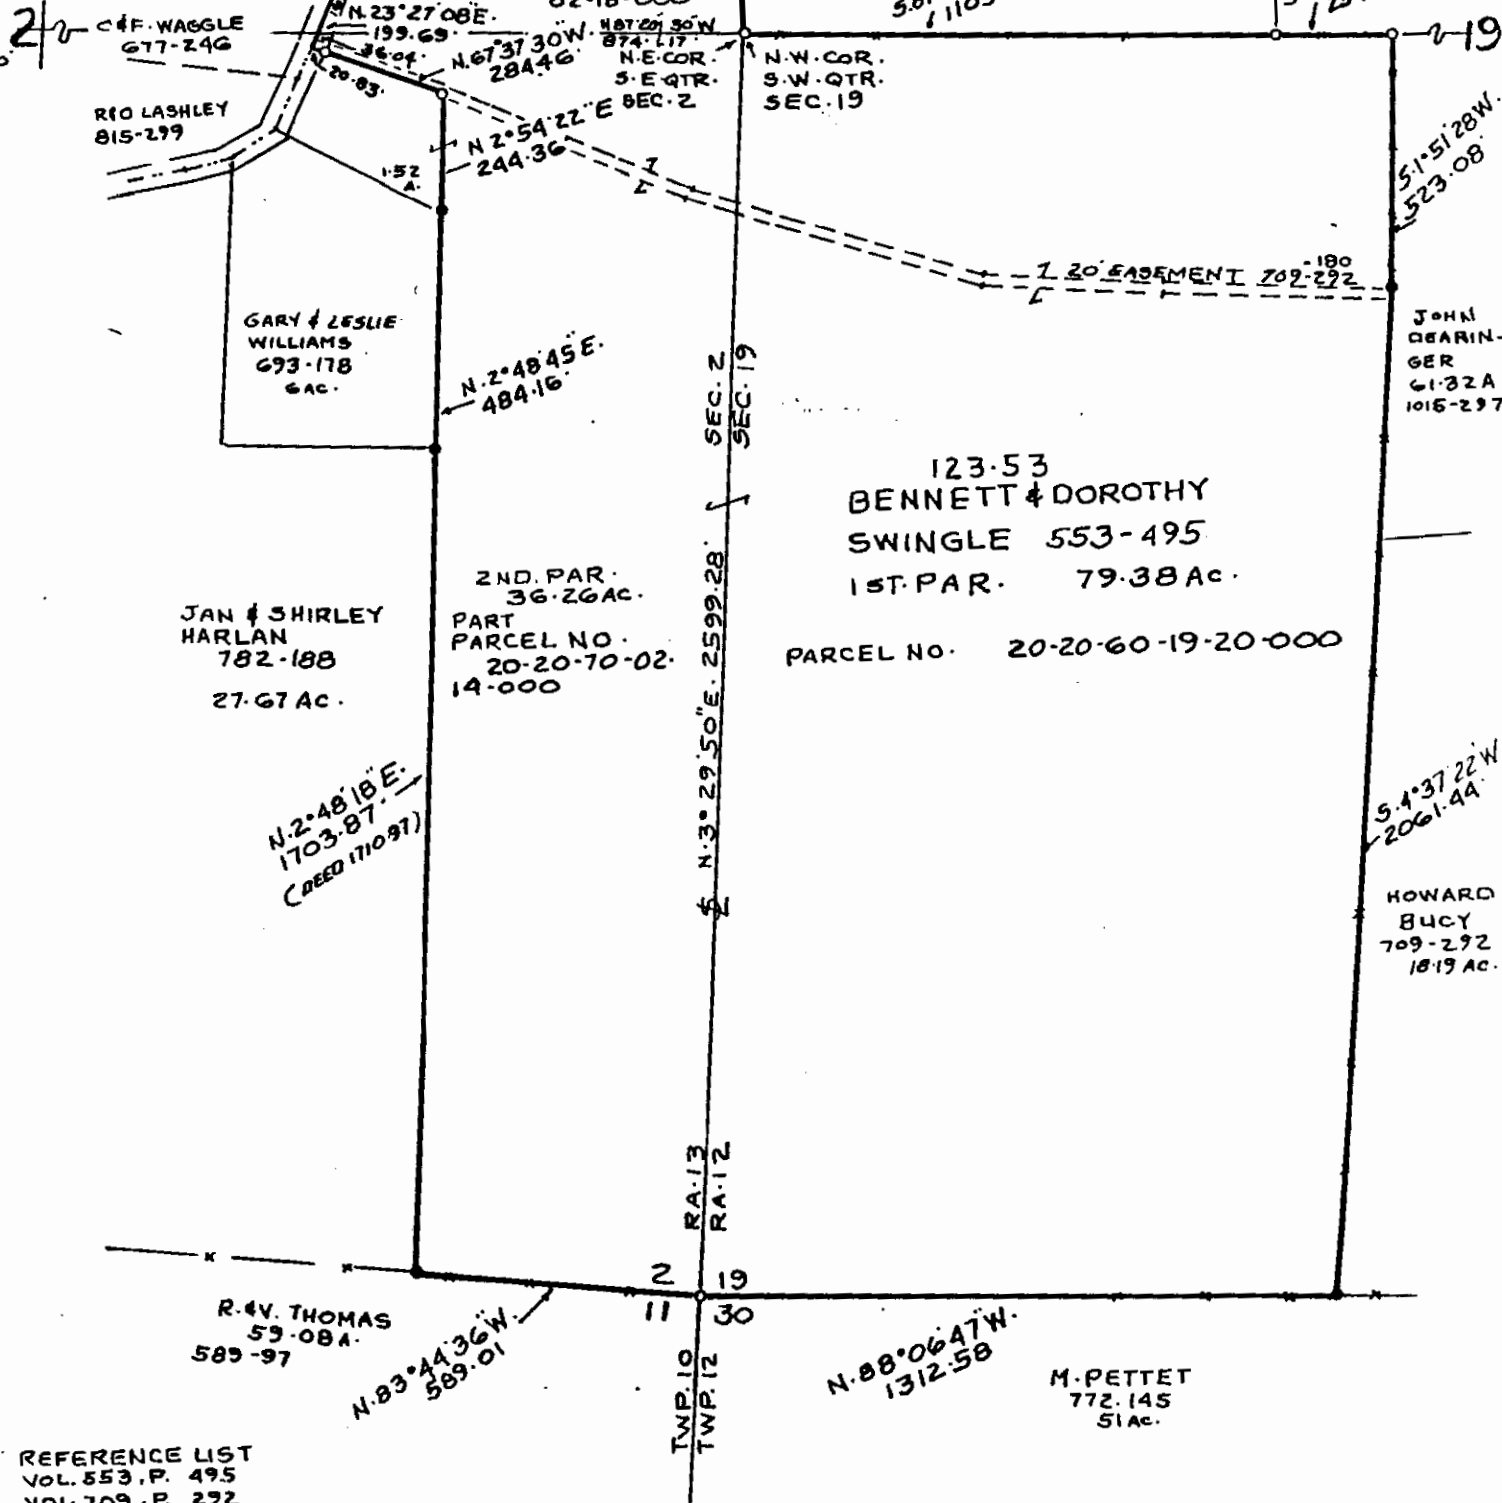 2
C & F. WAGGLE
677-246
N. 23° 27' 08" E.
199.69
36.04
20.83
N. 67° 37' 30" W.
284.46
N 87° 20' 30" W
874.17
N.E. COR.
S.E. QTR.
SEC. 2
N.W. COR.
S.W. QTR.
SEC. 19
19
R & O LASHLEY
815-299
N 2° 54' 22" E
244.36
1.52
A.
S. 1° 51' 28" W.
523.08
20' EASEMENT 709-292
-180
GARY & LESLIE
WILLIAMS
693-178
6 AC.
N. 2° 48' 45" E.
484.16
SEC. 2
SEC. 19
JOHN
DEARIN-
GER
61.32 A
1015-297
123.53
BENNETT & DOROTHY
SWINGLE 553-495
1ST. PAR. 79.38 Ac.
PARCEL NO. 20-20-60-19-20-000
2ND. PAR.
36.26 AC.
PART
PARCEL NO.
20-20-70-02-
14-000
JAN & SHIRLEY
HARLAN
782-188
27.67 AC.
N. 3° 29' 50" E. 2599.28'
N. 2° 48' 18" E.
1703.87'
(DEED 1710.97)
S. 4° 37' 22" W
2061.44
HOWARD
BUCY
709-292
18.19 AC.
RA. 13
RA. 12
2 19
11 30
R. & V. THOMAS
59.08 A.
589-97
N. 83° 44' 36" W.
589.01
TWP. 10
TWP. 12
N. 88° 06' 47" W.
1312.58
M. PETTET
772.145
51 AC.
REFERENCE LIST
VOL. 553, P. 495
VOL. 709, P. 292